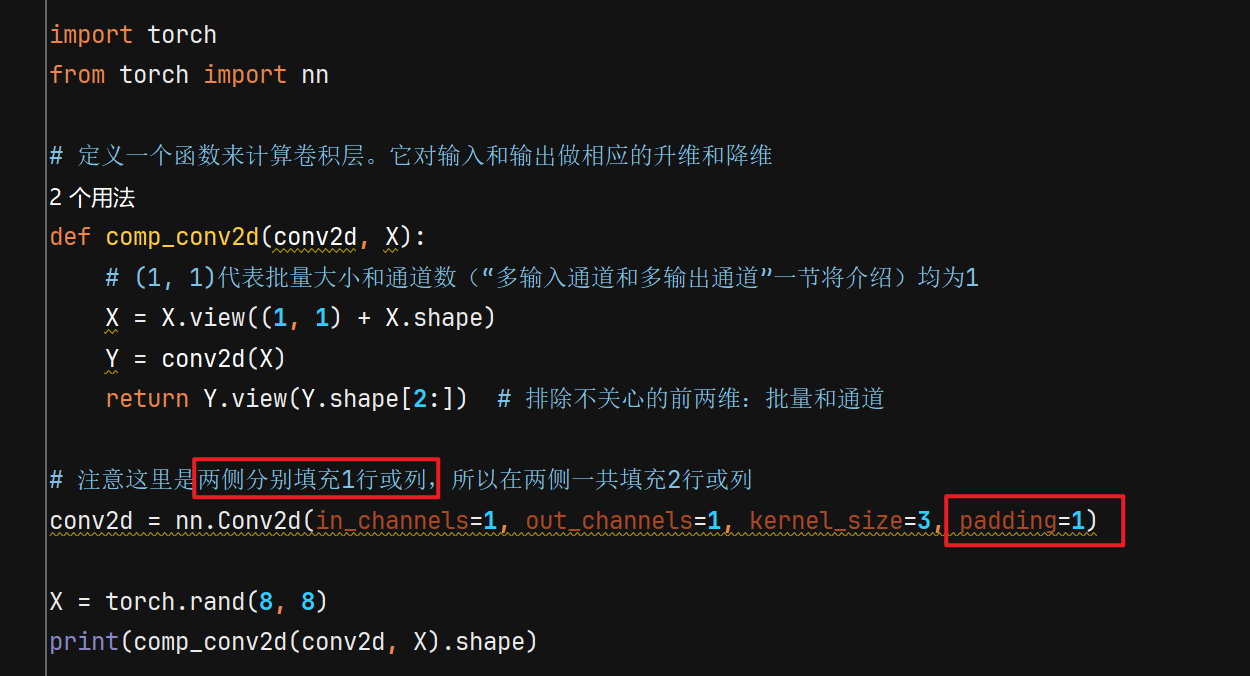 import torch
from torch import nn
# 定义一个函数来计算卷积层。它对输入和输出做相应的升维和降维
2 个用法
def comp_conv2d(conv2d, X):
# (1, 1)代表批量大小和通道数（“多输入通道和多输出通道”一节将介绍）均为1
X = X.view((1, 1) + X.shape)
Y = conv2d(X)
return Y.view(Y.shape[2:])  # 排除不关心的前两维：批量和通道
# 注意这里是两侧分别填充1行或列，所以在两侧一共填充2行或列
conv2d = nn.Conv2d(in_channels=1, out_channels=1, kernel_size=3, padding=1)
X = torch.rand(8, 8)
print(comp_conv2d(conv2d, X).shape)